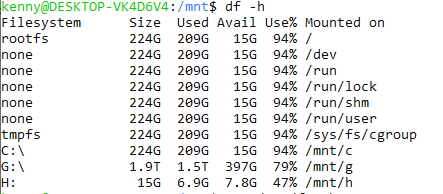 kenny@DESKTOP-VK4D6V4:/mnt$ df -h
Filesystem      Size  Used Avail Use% Mounted on
rootfs          224G  209G   15G  94% /
none            224G  209G   15G  94% /dev
none            224G  209G   15G  94% /run
none            224G  209G   15G  94% /run/lock
none            224G  209G   15G  94% /run/shm
none            224G  209G   15G  94% /run/user
tmpfs           224G  209G   15G  94% /sys/fs/cgroup
C:\             224G  209G   15G  94% /mnt/c
G:\             1.9T  1.5T  397G  79% /mnt/g
H:               15G  6.9G  7.8G  47% /mnt/h